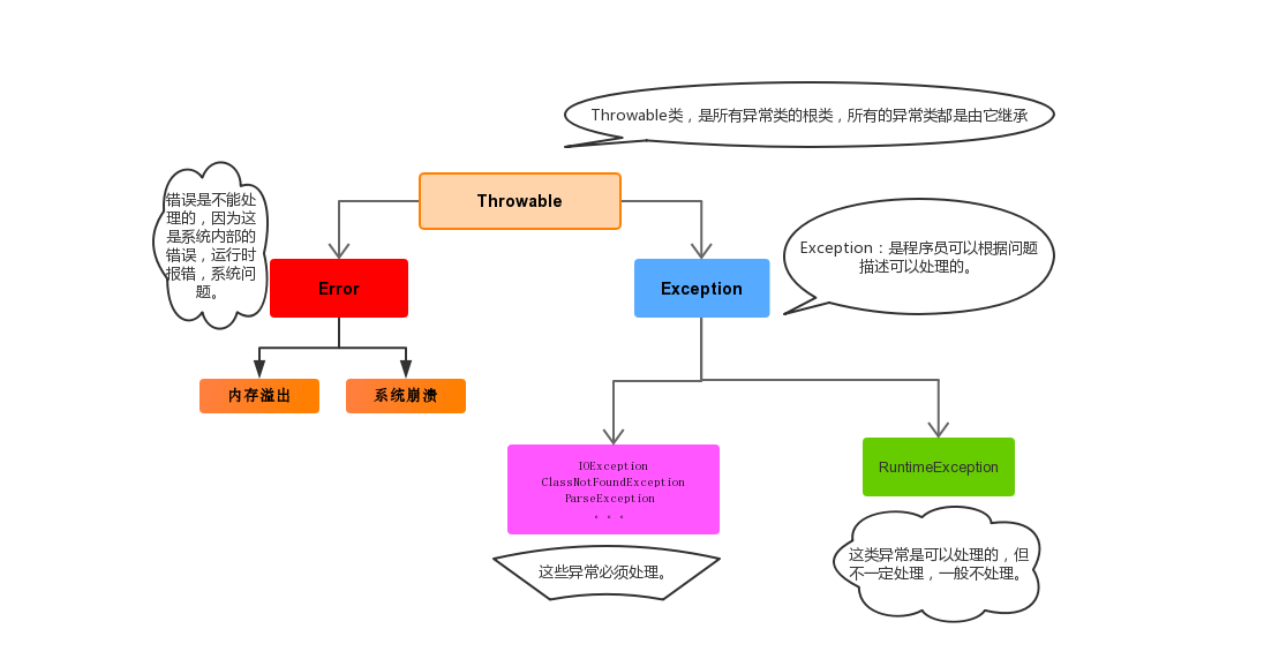 Throwable类，是所有异常类的根类，所有的异常类都是由它继承
Throwable
错误是不能处
理的，因为这
是系统内部的
错误，运行时
报错，系统问
题。
Exception：是程序员可以根据问题
描述可以处理的。
Error
Exception
内存溢出
系统崩溃
IOException
ClassNotFoundException
ParseException
。。。
RuntimeException
这些异常必须处理。
这类异常是可以处理的，但
不一定处理，一般不处理。